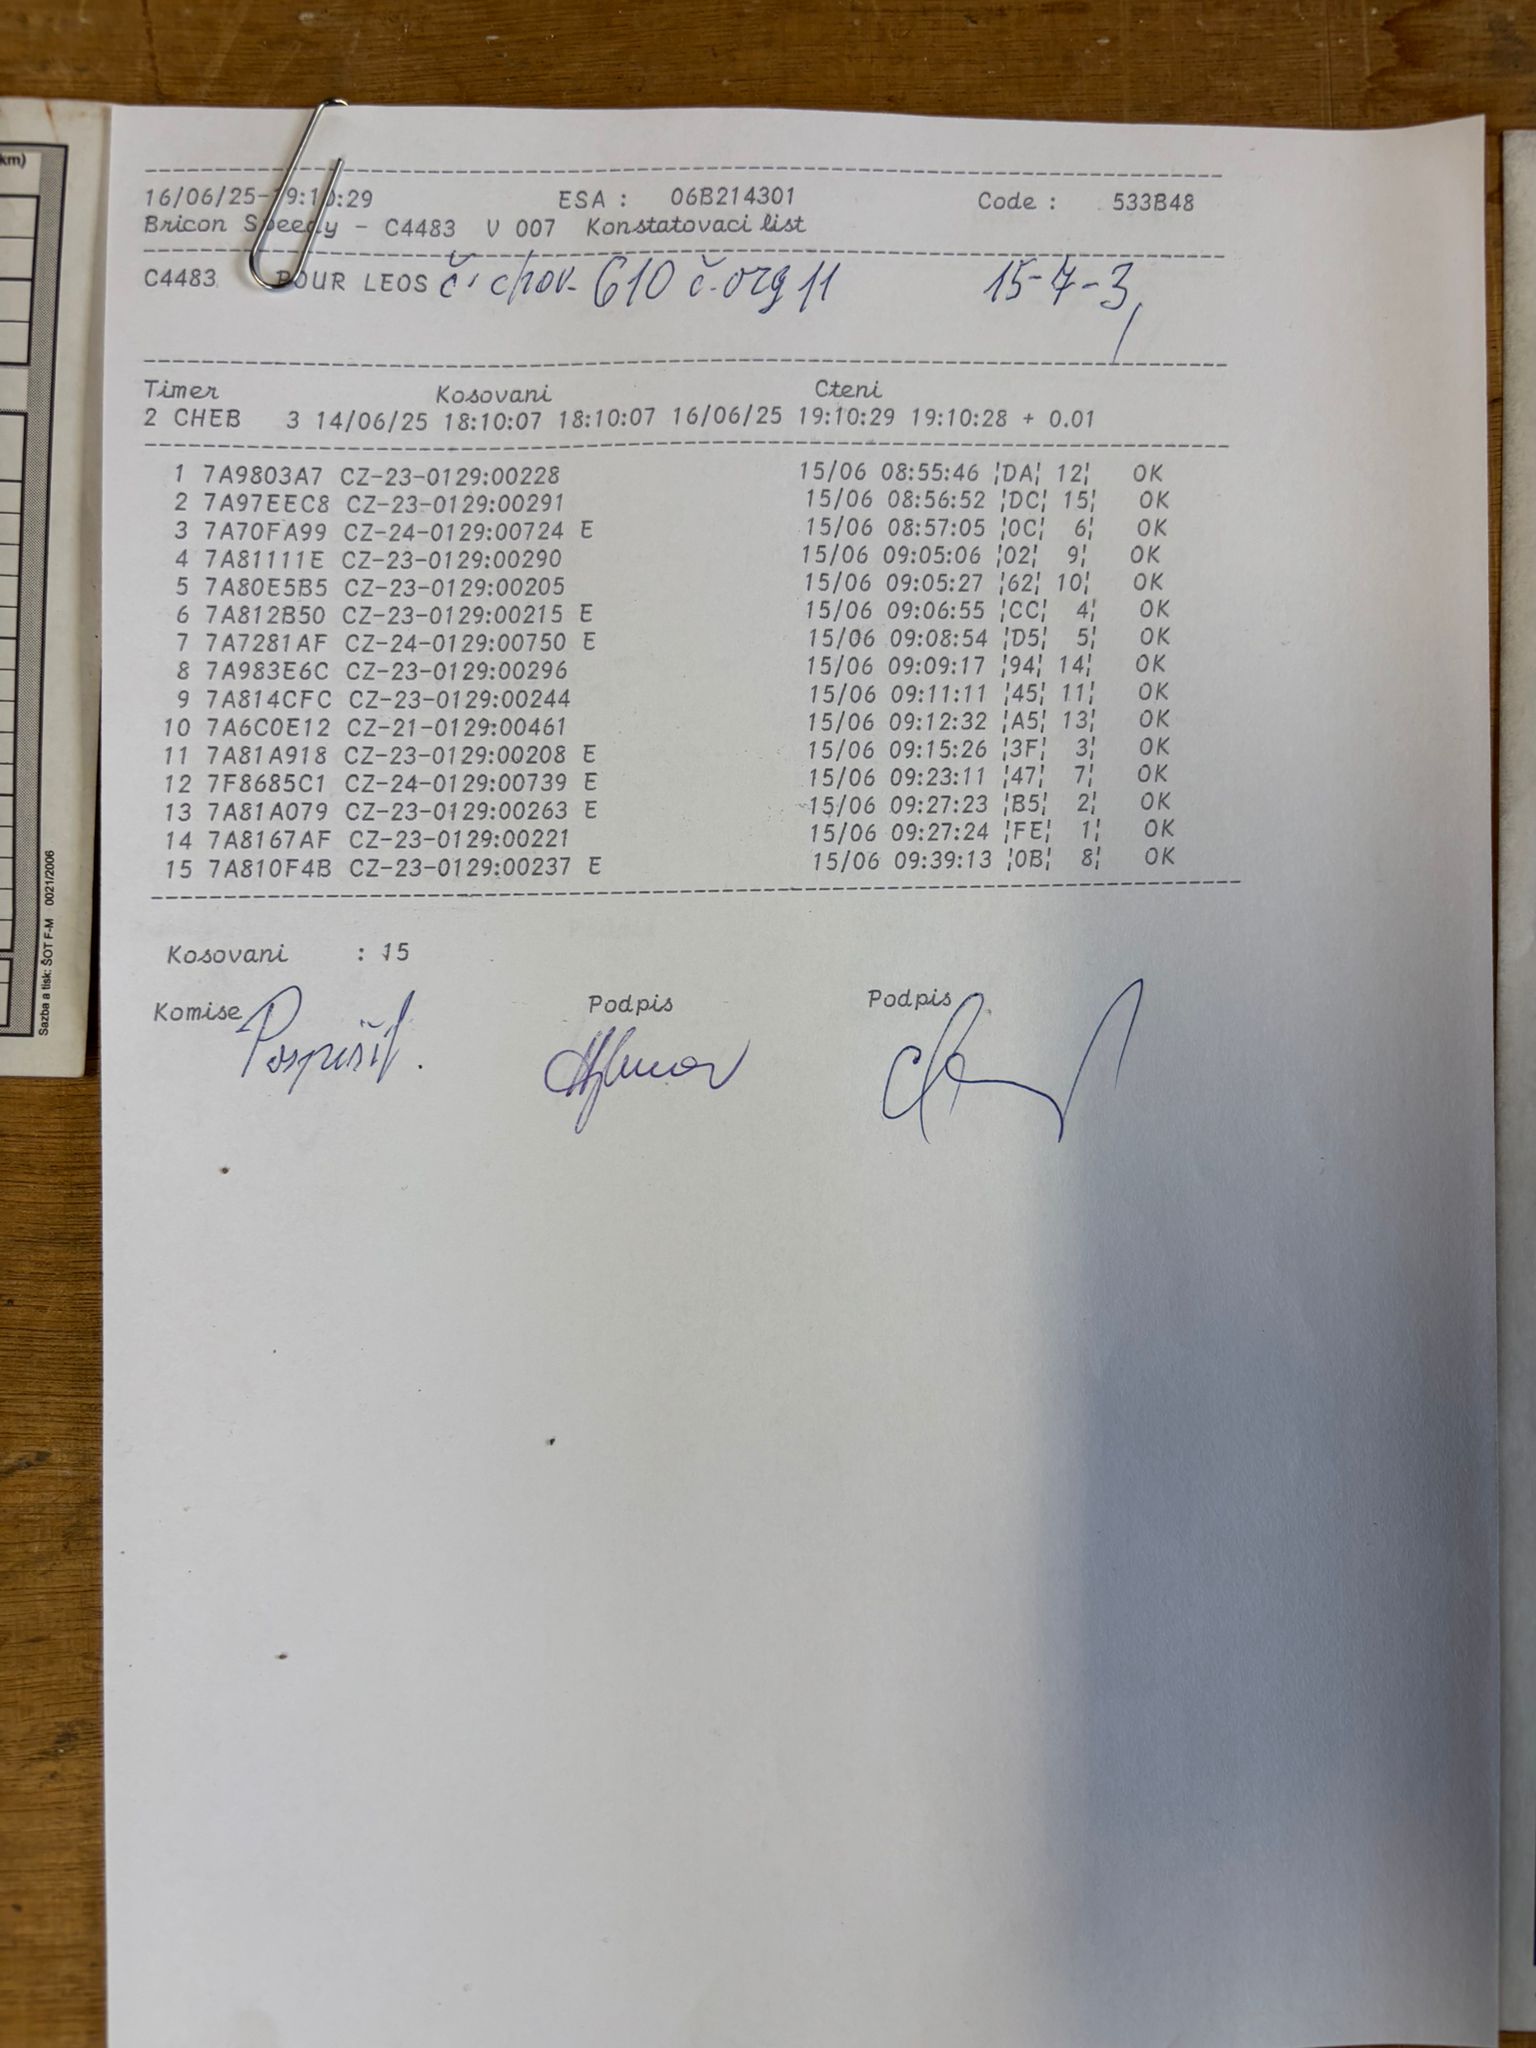 km)
16/06/25-19:10:29 ESA : 06B214301 Code : 533B48
Bricon Speedy - C4483 V 007 Konstatovaci list
C4483 BOUR LEOS č. chov. 610 č. org 11 15-7-3
Timer Kosovani Cteni
2 CHEB 3 14/06/25 18:10:07 18:10:07 16/06/25 19:10:29 19:10:28 + 0.01
1 7A9803A7 CZ-23-0129:00228 15/06 08:55:46 ¦DA¦ 12¦ OK
2 7A97EEC8 CZ-23-0129:00291 15/06 08:56:52 ¦DC¦ 15¦ OK
3 7A70FA99 CZ-24-0129:00724 E 15/06 08:57:05 ¦0C¦ 6¦ OK
4 7A81111E CZ-23-0129:00290 15/06 09:05:06 ¦02¦ 9¦ OK
5 7A80E5B5 CZ-23-0129:00205 15/06 09:05:27 ¦62¦ 10¦ OK
6 7A812B50 CZ-23-0129:00215 E 15/06 09:06:55 ¦CC¦ 4¦ OK
7 7A7281AF CZ-24-0129:00750 E 15/06 09:08:54 ¦D5¦ 5¦ OK
8 7A983E6C CZ-23-0129:00296 15/06 09:09:17 ¦94¦ 14¦ OK
9 7A814CFC CZ-23-0129:00244 15/06 09:11:11 ¦45¦ 11¦ OK
10 7A6C0E12 CZ-21-0129:00461 15/06 09:12:32 ¦A5¦ 13¦ OK
11 7A81A918 CZ-23-0129:00208 E 15/06 09:15:26 ¦3F¦ 3¦ OK
12 7F8685C1 CZ-24-0129:00739 E 15/06 09:23:11 ¦47¦ 7¦ OK
13 7A81A079 CZ-23-0129:00263 E 15/06 09:27:23 ¦B5¦ 2¦ OK
14 7A8167AF CZ-23-0129:00221 15/06 09:27:24 ¦FE¦ 1¦ OK
15 7A810F4B CZ-23-0129:00237 E 15/06 09:39:13 ¦0B¦ 8¦ OK
Kosovani : 15
Komise Podpis Podpis
Pospíšil.
Sazba a tisk: ŠOT F-M 0021/2006